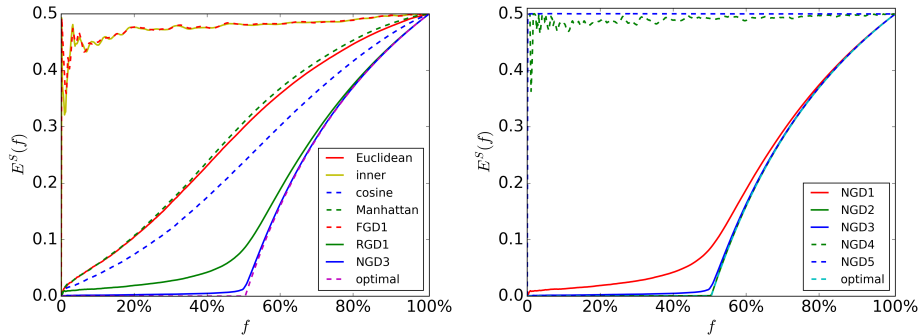 0.5
0.4
0.3
0.2
0.1
0.0
E^S(f)
0 20% 40% 60% 80% 100%
f
Euclidean
inner
cosine
Manhattan
FGD1
RGD1
NGD3
optimal
0.5
0.4
0.3
0.2
0.1
0.0
E^S(f)
0 20% 40% 60% 80% 100%
f
NGD1
NGD2
NGD3
NGD4
NGD5
optimal